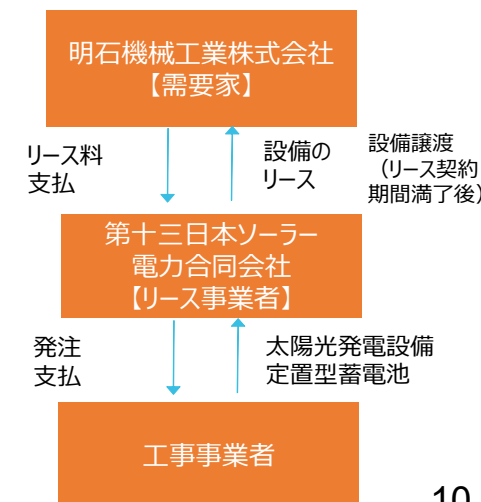 明石機械工業株式会社
【需要家】
リース料
支払
設備の
リース
設備譲渡
（リース契約
期間満了後）
第十三日本ソーラー
電力合同会社
【リース事業者】
発注
支払
太陽光発電設備
定置型蓄電池
工事事業者
10